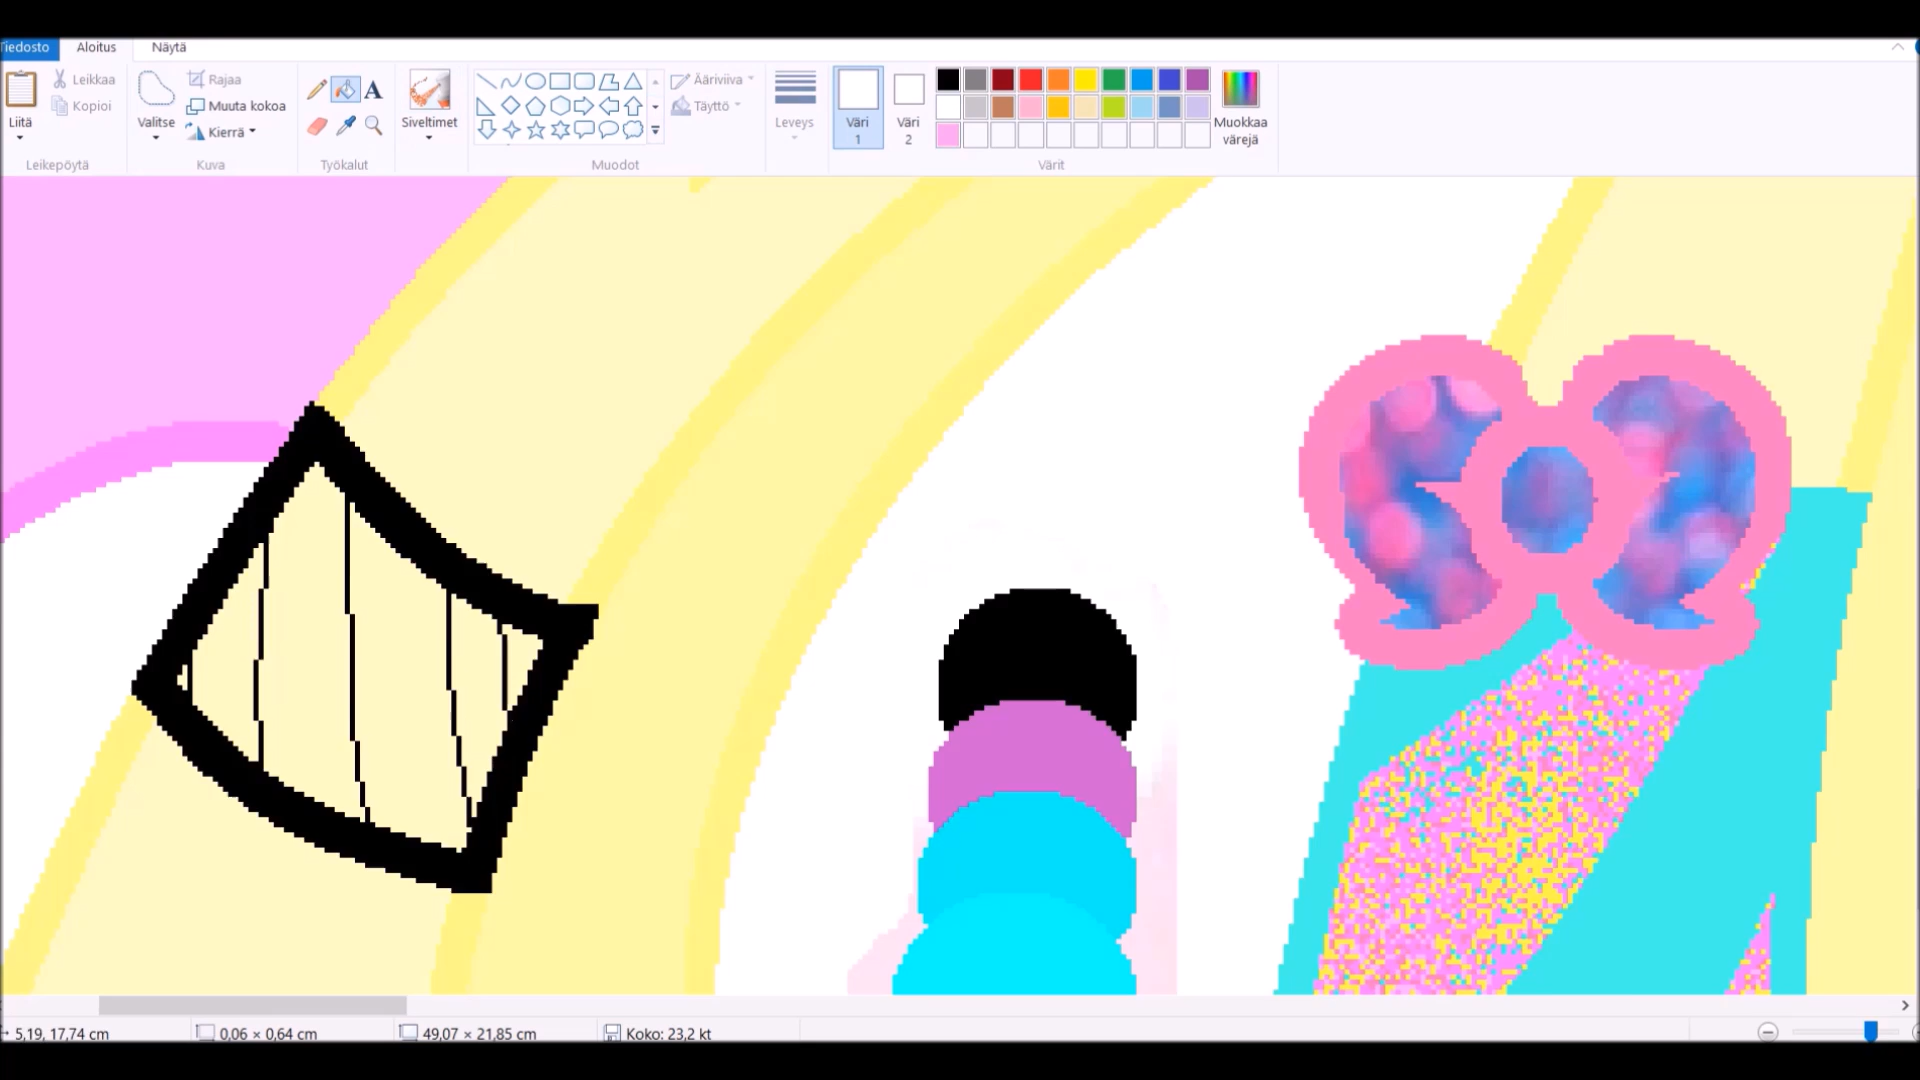 Tiedosto Aloitus Näytä
Liitä
Leikkaa
Kopioi
Leikepöytä
Valitse
Rajaa
Muuta kokoa
Kierrä
Kuva
A
Työkalut
Siveltimet
Ääriviiva
Täyttö
Muodot
Leveys
Väri
1
Väri
2
Muokkaa
värejä
Värit
5,19, 17,74 cm 0,06 × 0,64 cm 49,07 × 21,85 cm Koko: 23,2 kt